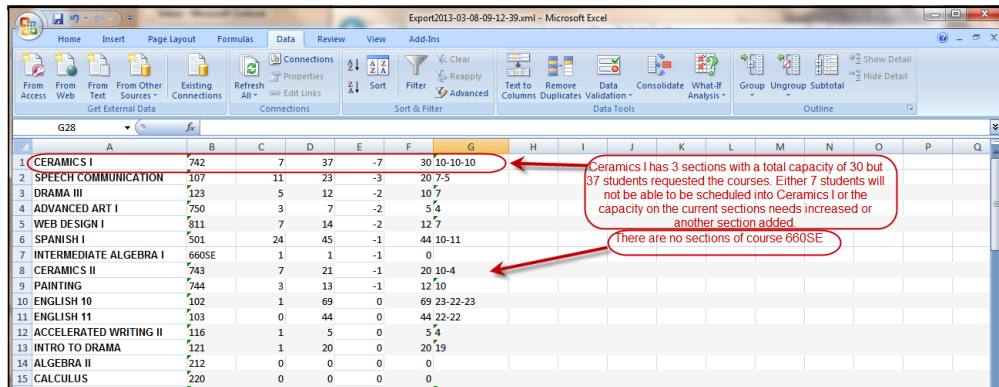 Export2013-03-08-09-12-39.xml - Microsoft Excel
Home Insert Page Layout Formulas Data Review View Add-Ins
From Access
From Web
From Text
From Other Sources
Existing Connections
Get External Data
Refresh All
Connections
Properties
Edit Links
Connections
Sort
Filter
Clear
Reapply
Advanced
Sort & Filter
Text to Columns
Remove Duplicates
Data Validation
Consolidate
What-If Analysis
Data Tools
Group
Ungroup
Subtotal
Show Detail
Hide Detail
Outline
G28 fx
A B C D E F G H I J K L M N O P Q
1 CERAMICS I 742 7 37 -7 30 10-10-10
2 SPEECH COMMUNICATION 107 11 23 -3 20 7-5
3 DRAMA III 123 5 12 -2 10 7
4 ADVANCED ART I 750 3 7 -2 5 4
5 WEB DESIGN I 811 7 14 -2 12 7
6 SPANISH I 501 24 45 -1 44 10-11
7 INTERMEDIATE ALGEBRA I 660SE 1 1 -1 0
8 CERAMICS II 743 7 21 -1 20 10-4
9 PAINTING 744 3 13 -1 12 10
10 ENGLISH 10 102 1 69 0 69 23-22-23
11 ENGLISH 11 103 0 44 0 44 22-22
12 ACCELERATED WRITING II 116 1 5 0 5 4
13 INTRO TO DRAMA 121 1 20 0 20 19
14 ALGEBRA II 212 0 0 0 0
15 CALCULUS 220 0 0 0 0
Ceramics I has 3 sections with a total capacity of 30 but
37 students requested the courses. Either 7 students will
not be able to be scheduled into Ceramics I or the
capacity on the current sections needs increased or
another section added.
There are no sections of course 660SE